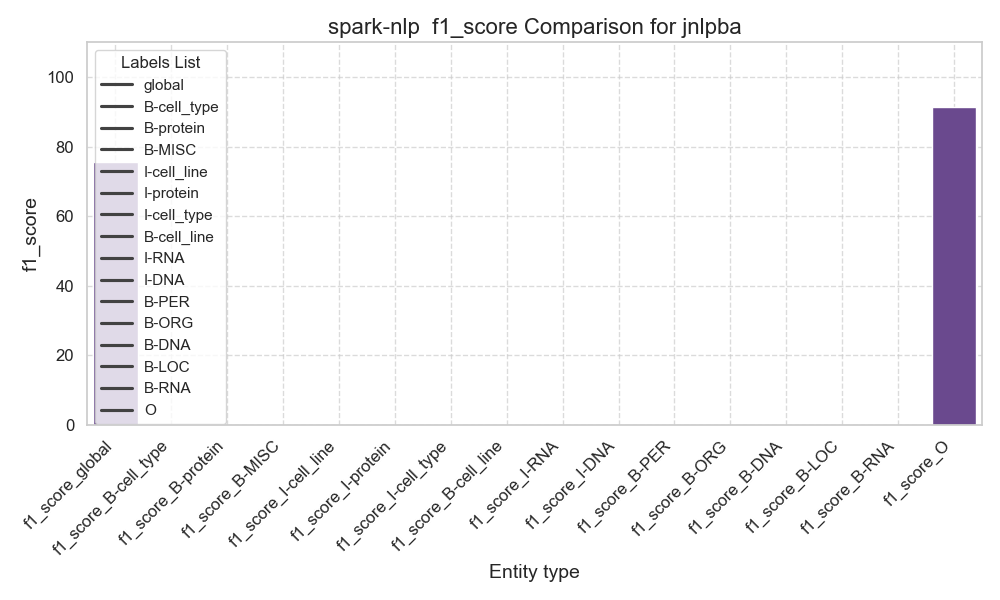 spark-nlp  f1_score Comparison for jnlpba
f1_score
100
80
60
40
20
0
Labels List
global
B-cell_type
B-protein
B-MISC
I-cell_line
I-protein
I-cell_type
B-cell_line
I-RNA
I-DNA
B-PER
B-ORG
B-DNA
B-LOC
B-RNA
O
f1_score_global
f1_score_B-cell_type
f1_score_B-protein
f1_score_B-MISC
f1_score_I-cell_line
f1_score_I-protein
f1_score_I-cell_type
f1_score_B-cell_line
f1_score_I-RNA
f1_score_I-DNA
f1_score_B-PER
f1_score_B-ORG
f1_score_B-DNA
f1_score_B-LOC
f1_score_B-RNA
f1_score_O
Entity type